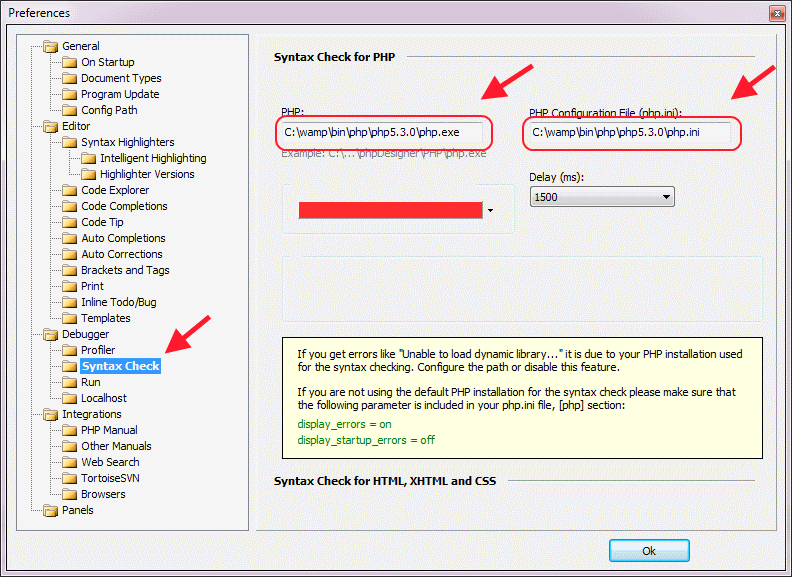 Preferences
General
On Startup
Document Types
Program Update
Config Path
Editor
Syntax Highlighters
Intelligent Highlighting
Highlighter Versions
Code Explorer
Code Completions
Code Tip
Auto Completions
Auto Corrections
Brackets and Tags
Print
Inline Todo/Bug
Templates
Debugger
Profiler
Syntax Check
Run
Localhost
Integrations
PHP Manual
Other Manuals
Web Search
TortoiseSVN
Browsers
Panels
Syntax Check for PHP
PHP:
C:\wamp\bin\php\php5.3.0\php.exe
Example: C:\...\phpDesigner\PHP\php.exe
PHP Configuration File (php.ini):
C:\wamp\bin\php\php5.3.0\php.ini
Delay (ms):
1500
If you get errors like "Unable to load dynamic library..." it is due to your PHP installation used
for the syntax checking. Configure the path or disable this feature.
If you are not using the default PHP installation for the syntax check please make sure that
the following parameter is included in your php.ini file, [php] section:
display_errors = on
display_startup_errors = off
Syntax Check for HTML, XHTML and CSS
Ok